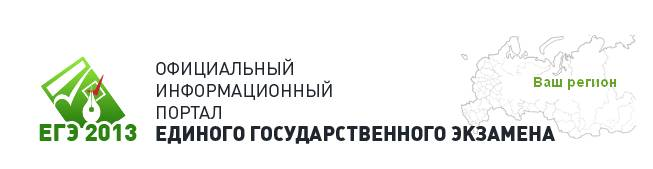 ОФИЦИАЛЬНЫЙ
ИНФОРМАЦИОННЫЙ
ПОРТАЛ
ЕДИНОГО ГОСУДАРСТВЕННОГО ЭКЗАМЕНА
ЕГЭ 2013
Ваш регион